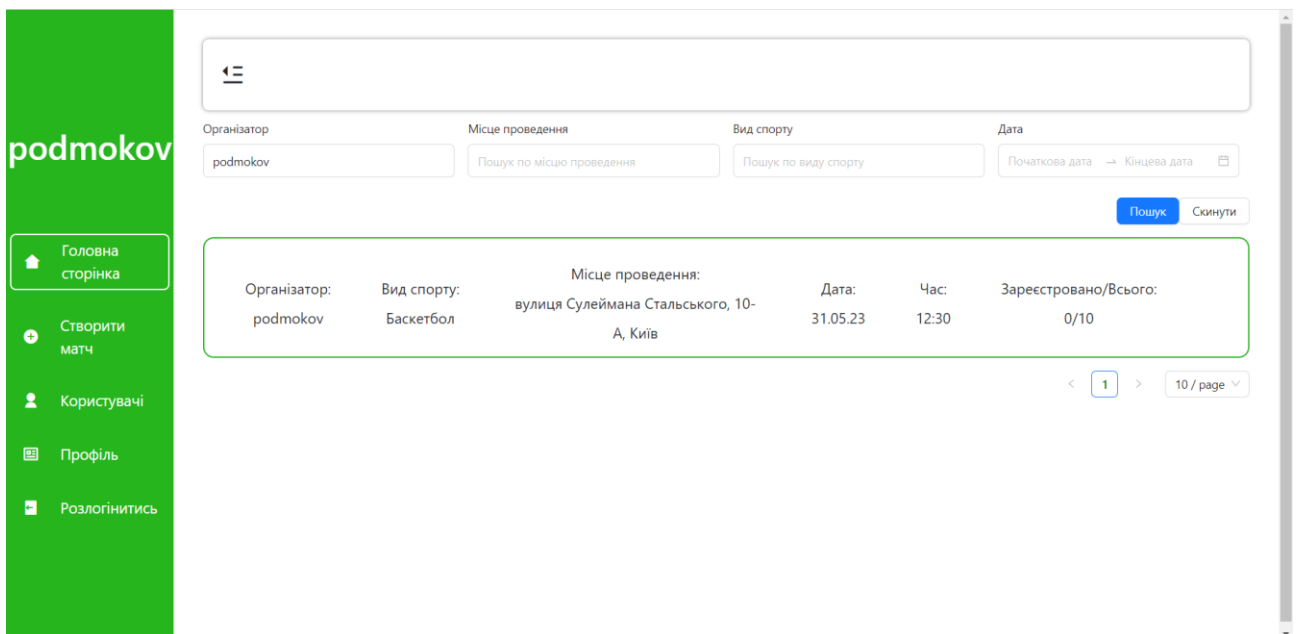 podmokov
Головна
сторінка
Створити
матч
Користувачі
Профіль
Розлогінитись
Організатор
Місце проведення
Вид спорту
Дата
podmokov
Пошук по місцю проведення
Пошук по виду спорту
Початкова дата → Кінцева дата
Пошук
Скинути
Організатор:
podmokov
Вид спорту:
Баскетбол
Місце проведення:
вулиця Сулеймана Стальського, 10-
А, Київ
Дата:
31.05.23
Час:
12:30
Зареєстровано/Всього:
0/10
< 1 >
10 / page